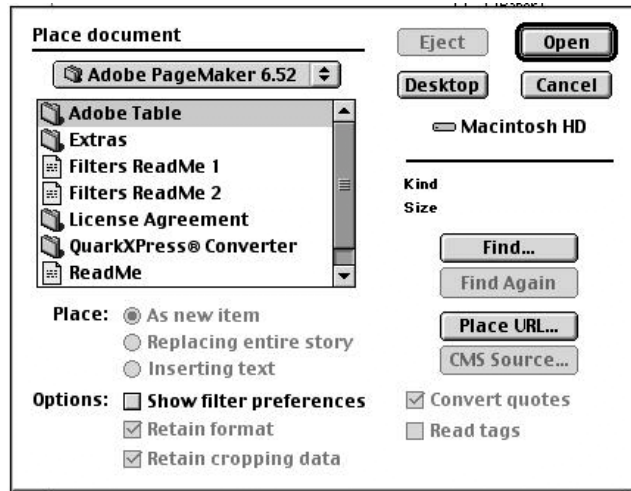 Place document
Adobe PageMaker 6.52
Adobe Table
Extras
Filters ReadMe 1
Filters ReadMe 2
License Agreement
QuarkXPress® Converter
ReadMe
Eject
Open
Desktop
Cancel
Macintosh HD
Kind
Size
Find...
Find Again
Place URL...
CMS Source...
Place: As new item
Replacing entire story
Inserting text
Options: Show filter preferences
Retain format
Retain cropping data
Convert quotes
Read tags